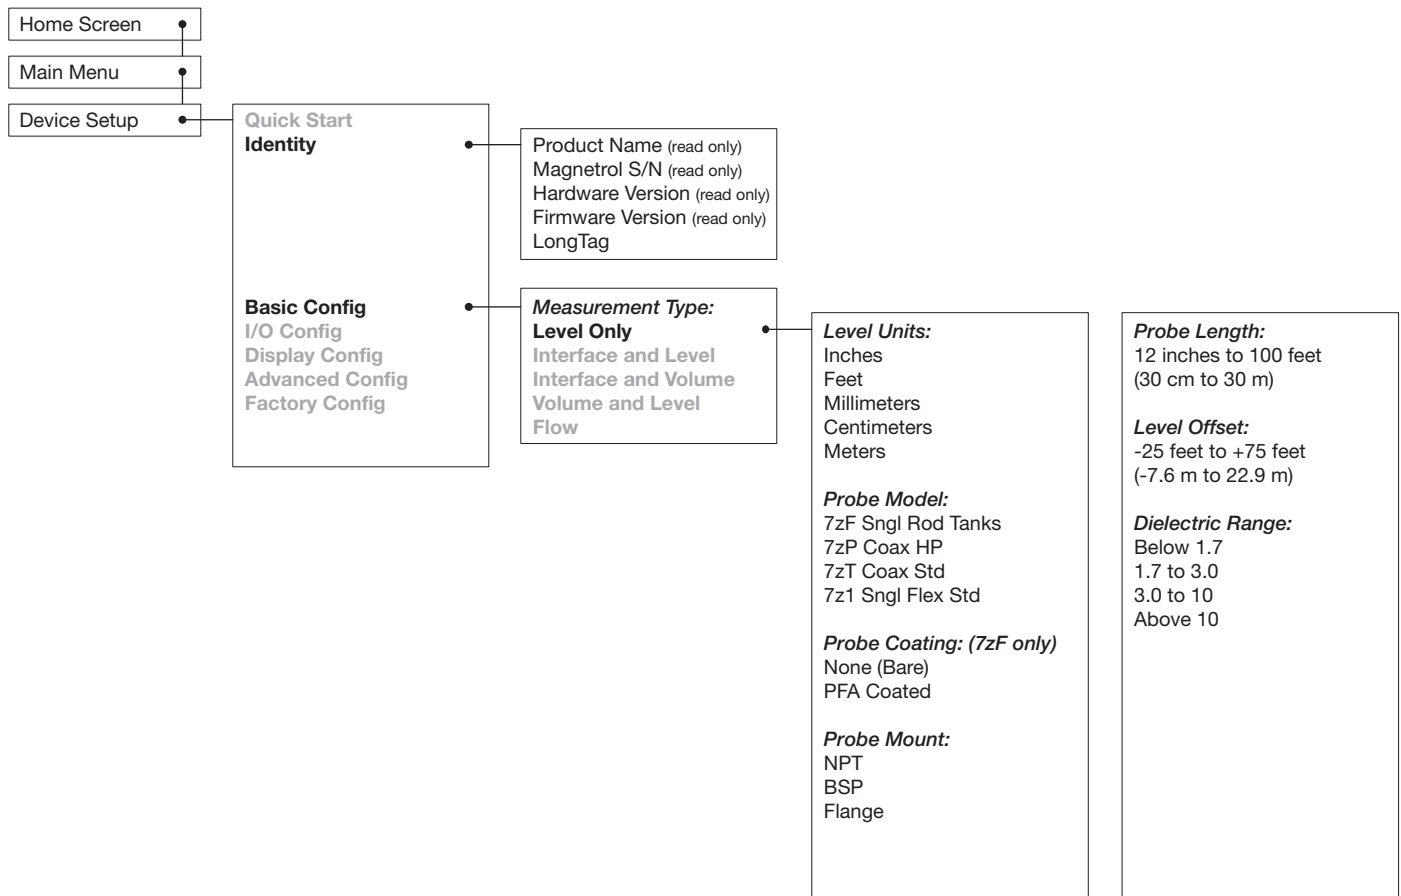 Home Screen
Main Menu
Device Setup
Quick Start
Identity
Basic Config
I/O Config
Display Config
Advanced Config
Factory Config
Product Name (read only)
Magnetrol S/N (read only)
Hardware Version (read only)
Firmware Version (read only)
LongTag
Measurement Type:
Level Only
Interface and Level
Interface and Volume
Volume and Level
Flow
Level Units:
Inches
Feet
Millimeters
Centimeters
Meters
Probe Model:
7zF Sngl Rod Tanks
7zP Coax HP
7zT Coax Std
7z1 Sngl Flex Std
Probe Coating: (7zF only)
None (Bare)
PFA Coated
Probe Mount:
NPT
BSP
Flange
Probe Length:
12 inches to 100 feet
(30 cm to 30 m)
Level Offset:
-25 feet to +75 feet
(-7.6 m to 22.9 m)
Dielectric Range:
Below 1.7
1.7 to 3.0
3.0 to 10
Above 10